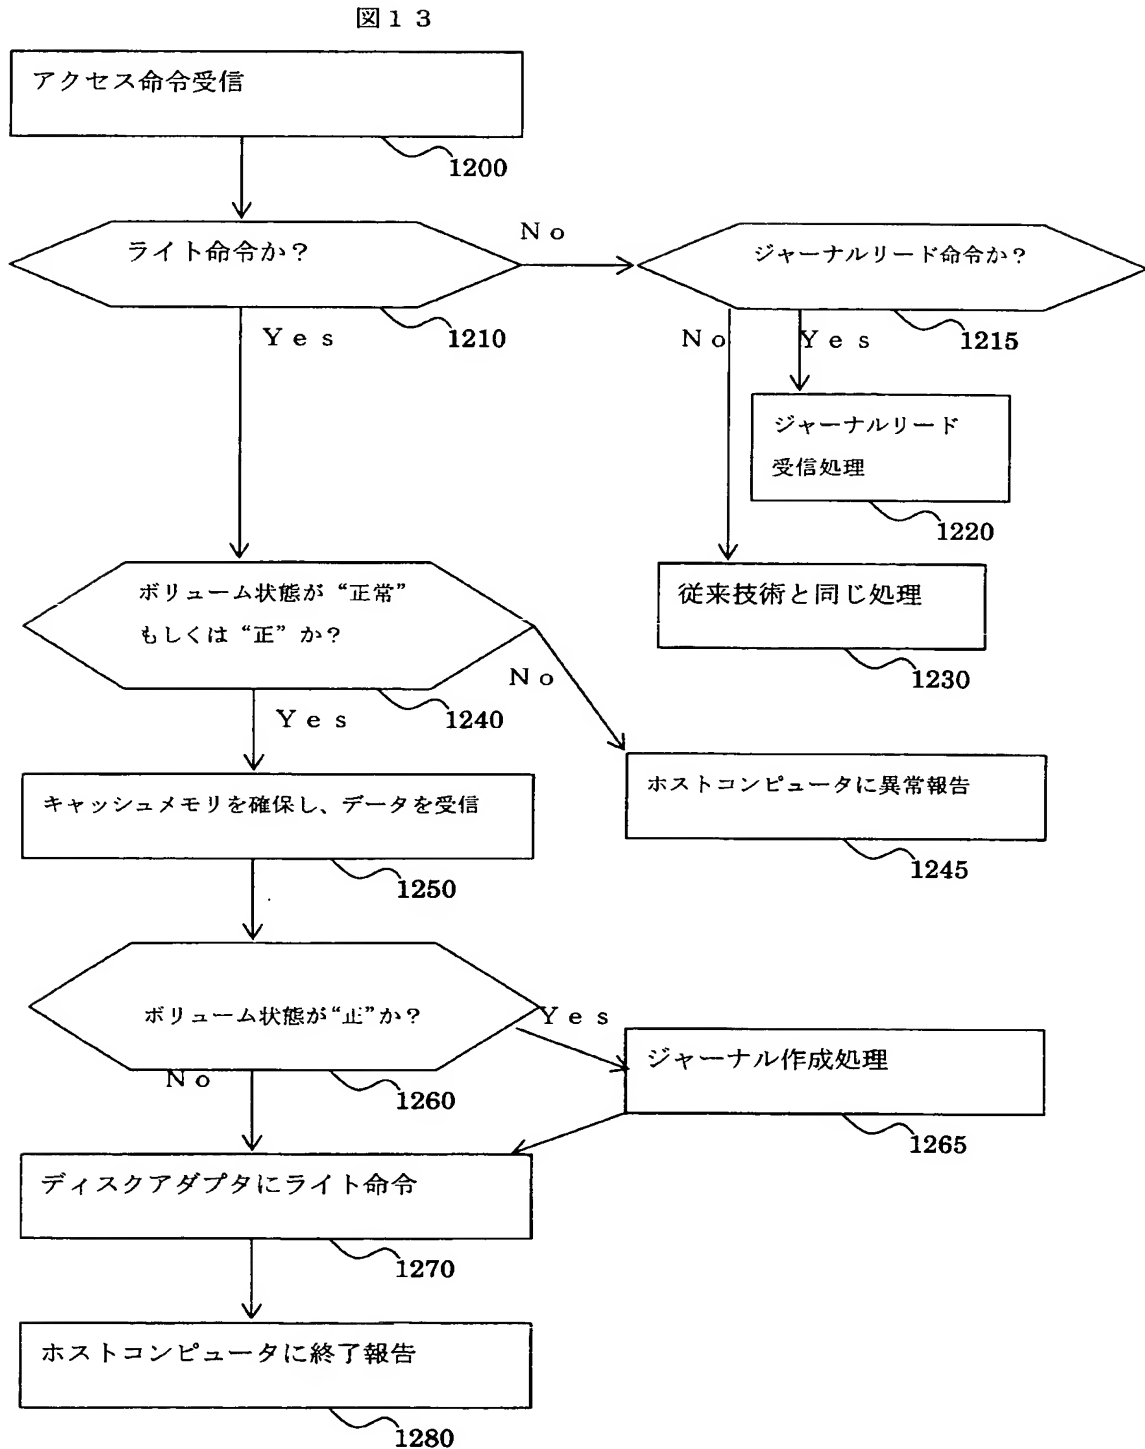 図１３
アクセス命令受信
1200
ライト命令か？
Ｎｏ
ジャーナルリード命令か？
Ｙｅｓ
1210
Ｎｏ
Ｙｅｓ
1215
ジャーナルリード
受信処理
1220
ボリューム状態が“正常”
もしくは“正”か？
従来技術と同じ処理
1230
Ｎｏ
1240
Ｙｅｓ
ホストコンピュータに異常報告
1245
キャッシュメモリを確保し、データを受信
1250
ボリューム状態が“正”か？
Ｙｅｓ
ジャーナル作成処理
Ｎｏ
1260
1265
ディスクアダプタにライト命令
1270
ホストコンピュータに終了報告
1280